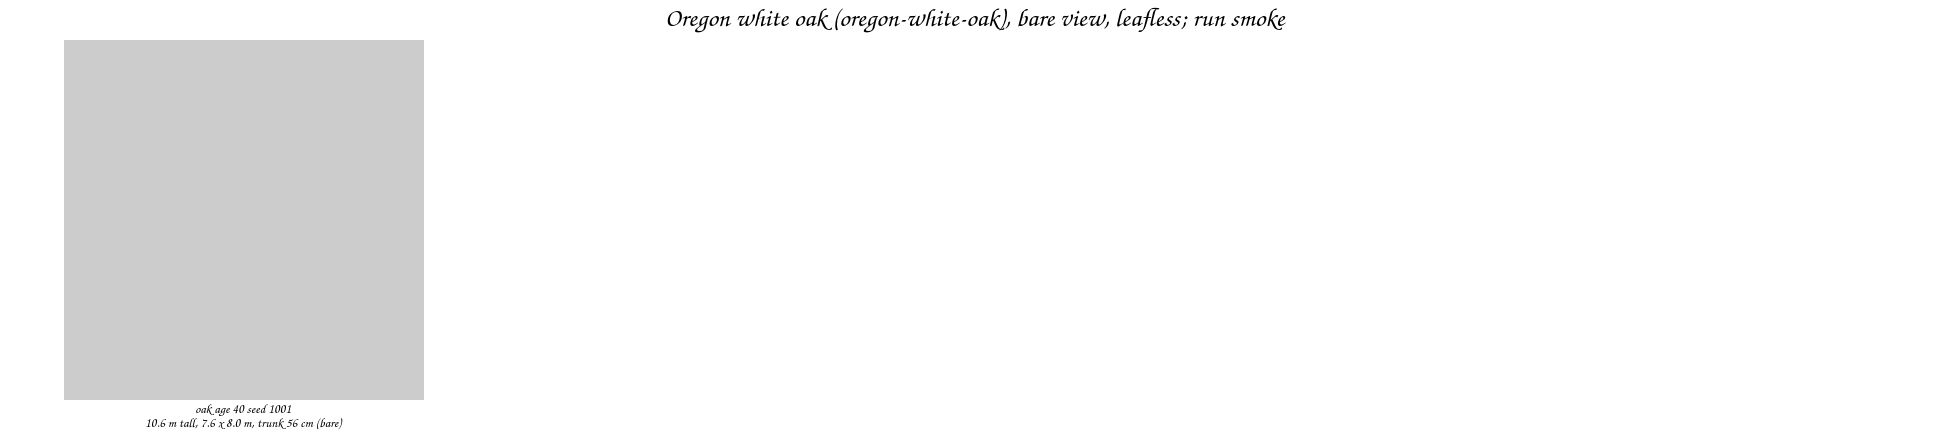 Oregon white oak (oregon-white-oak), bare view, leafless; run smoke
oak age 40 seed 1001
10.6 m tall, 7.6 x 8.0 m, trunk 56 cm (bare)